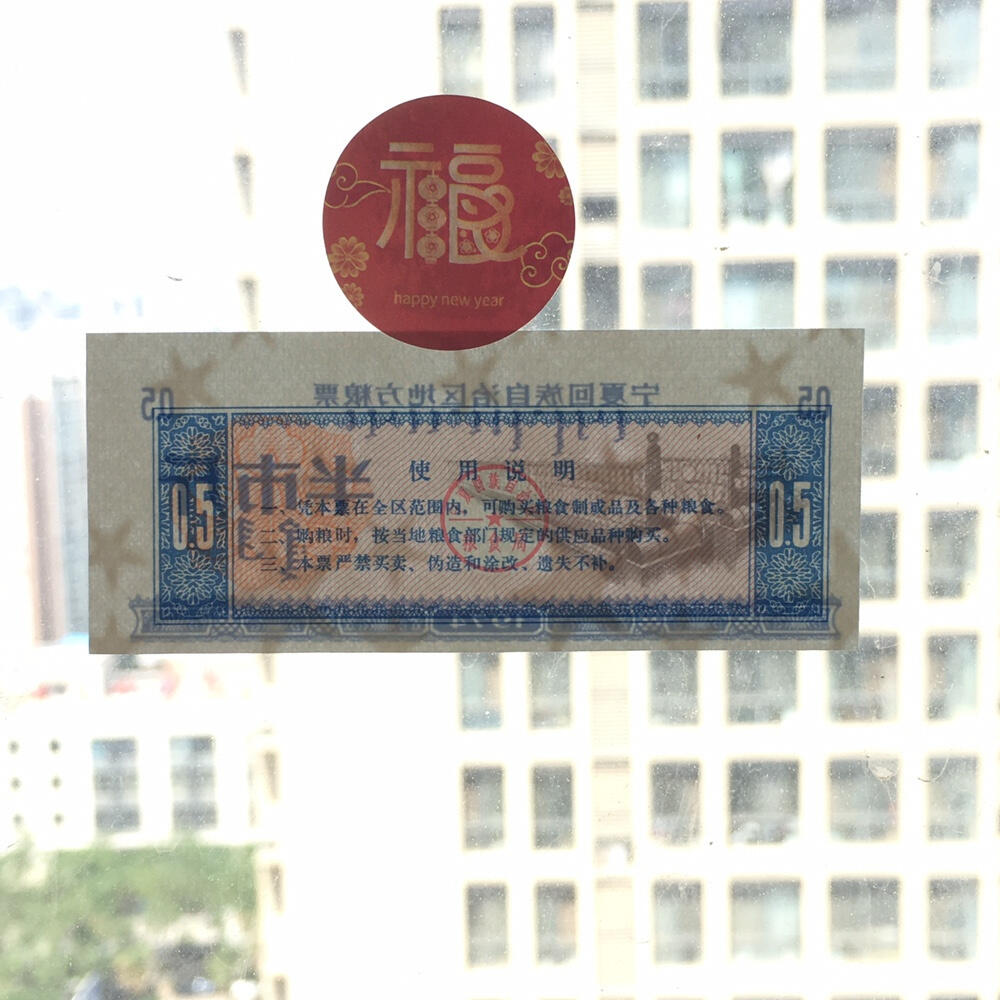 福
happy new year
宁夏回族自治区地方粮票
0.5
0.5
半市斤
使用说明
0.5
0.5
一、凭本票在全区范围内，可购买粮食制成品及各种粮食。
二、购粮时，按当地粮食部门规定的供应品种购买。
三、本票严禁买卖、伪造和涂改、遗失不补。